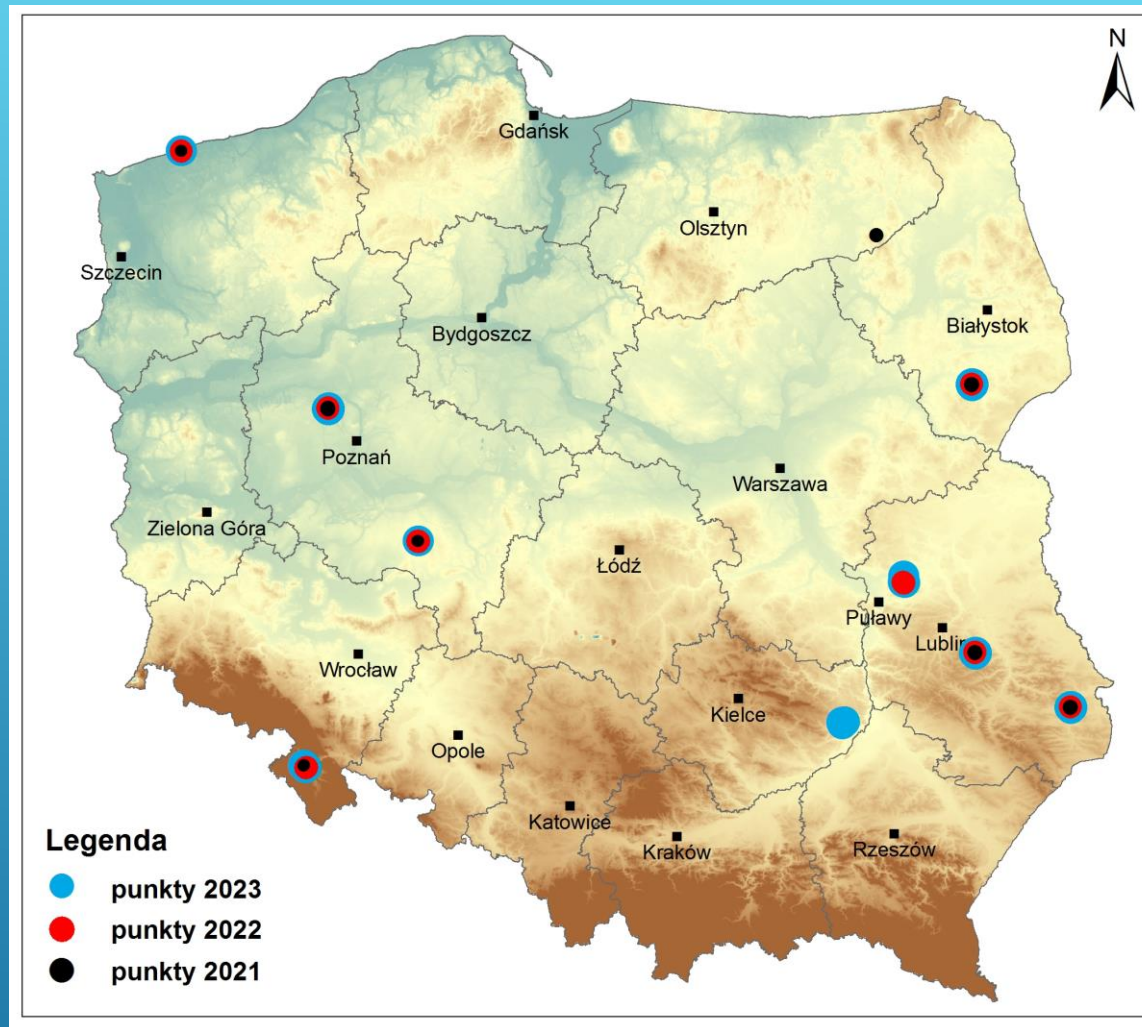 N
Gdańsk
Olsztyn
Szczecin
Białystok
Bydgoszcz
Poznań
Warszawa
Zielona Góra
Łódź
Puławy
Lublin
Wrocław
Kielce
Opole
Katowice
Kraków
Rzeszów
Legenda
punkty 2023
punkty 2022
punkty 2021